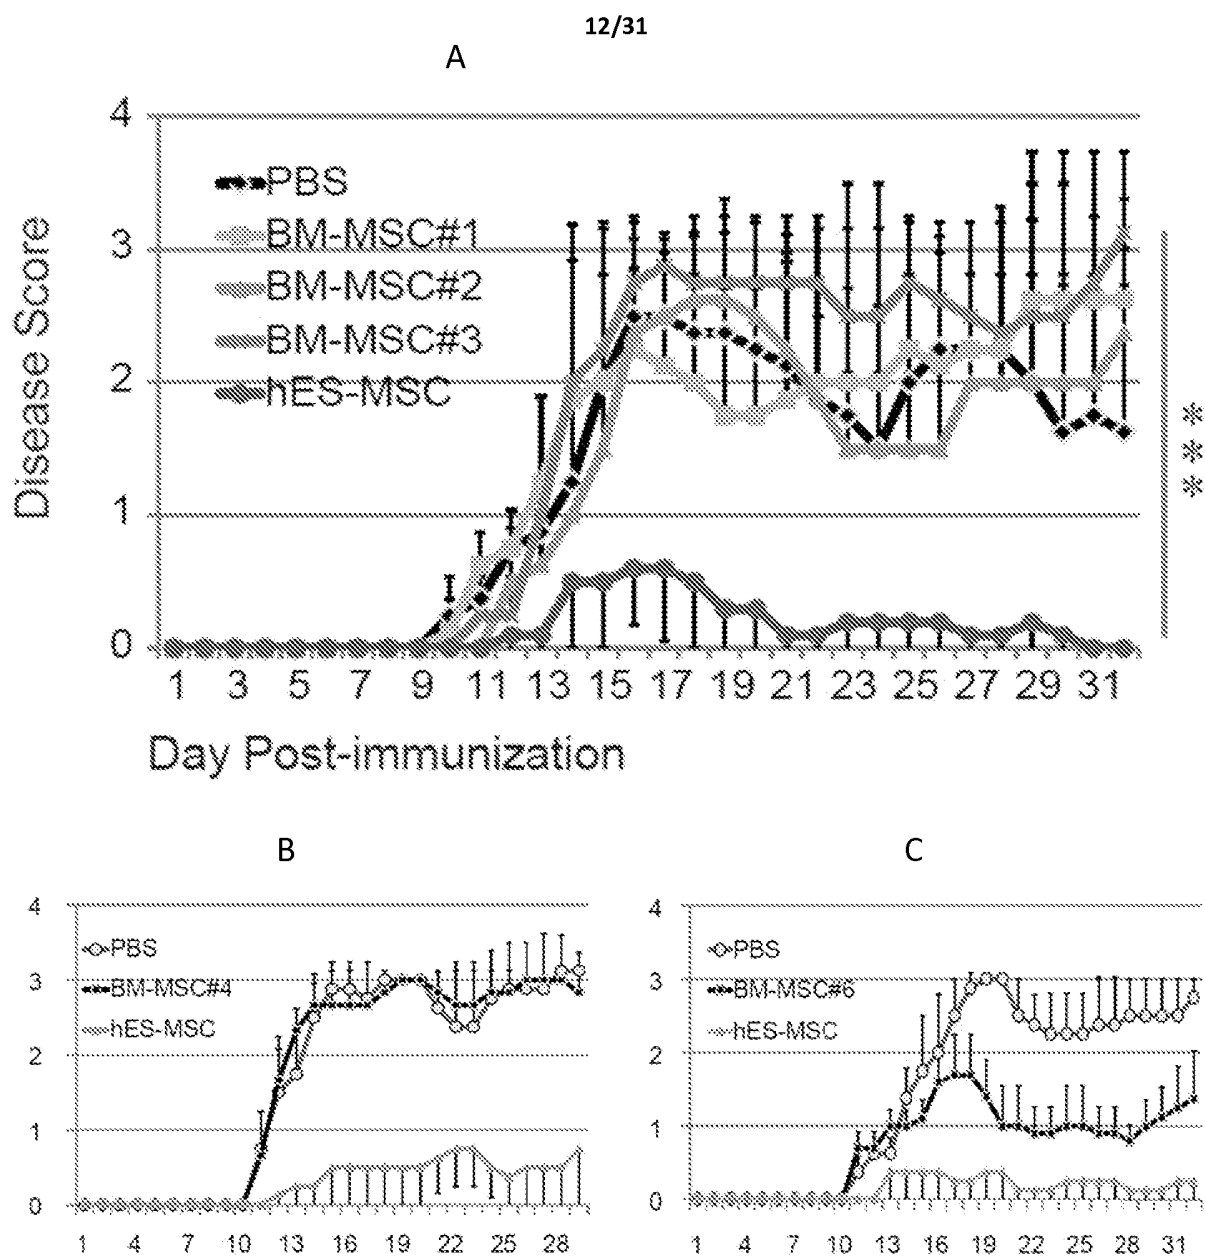 12/31
A
4
3
2
1
0
Disease Score
PBS
BM-MSC#1
BM-MSC#2
BM-MSC#3
hES-MSC
***
1 3 5 7 9 11 13 15 17 19 21 23 25 27 29 31
Day Post-immunization
B
4
3
2
1
0
PBS
BM-MSC#4
hES-MSC
1 4 7 10 13 16 19 22 25 28
C
4
3
2
1
0
PBS
BM-MSC#6
hES-MSC
1 4 7 10 13 16 19 22 25 28 31